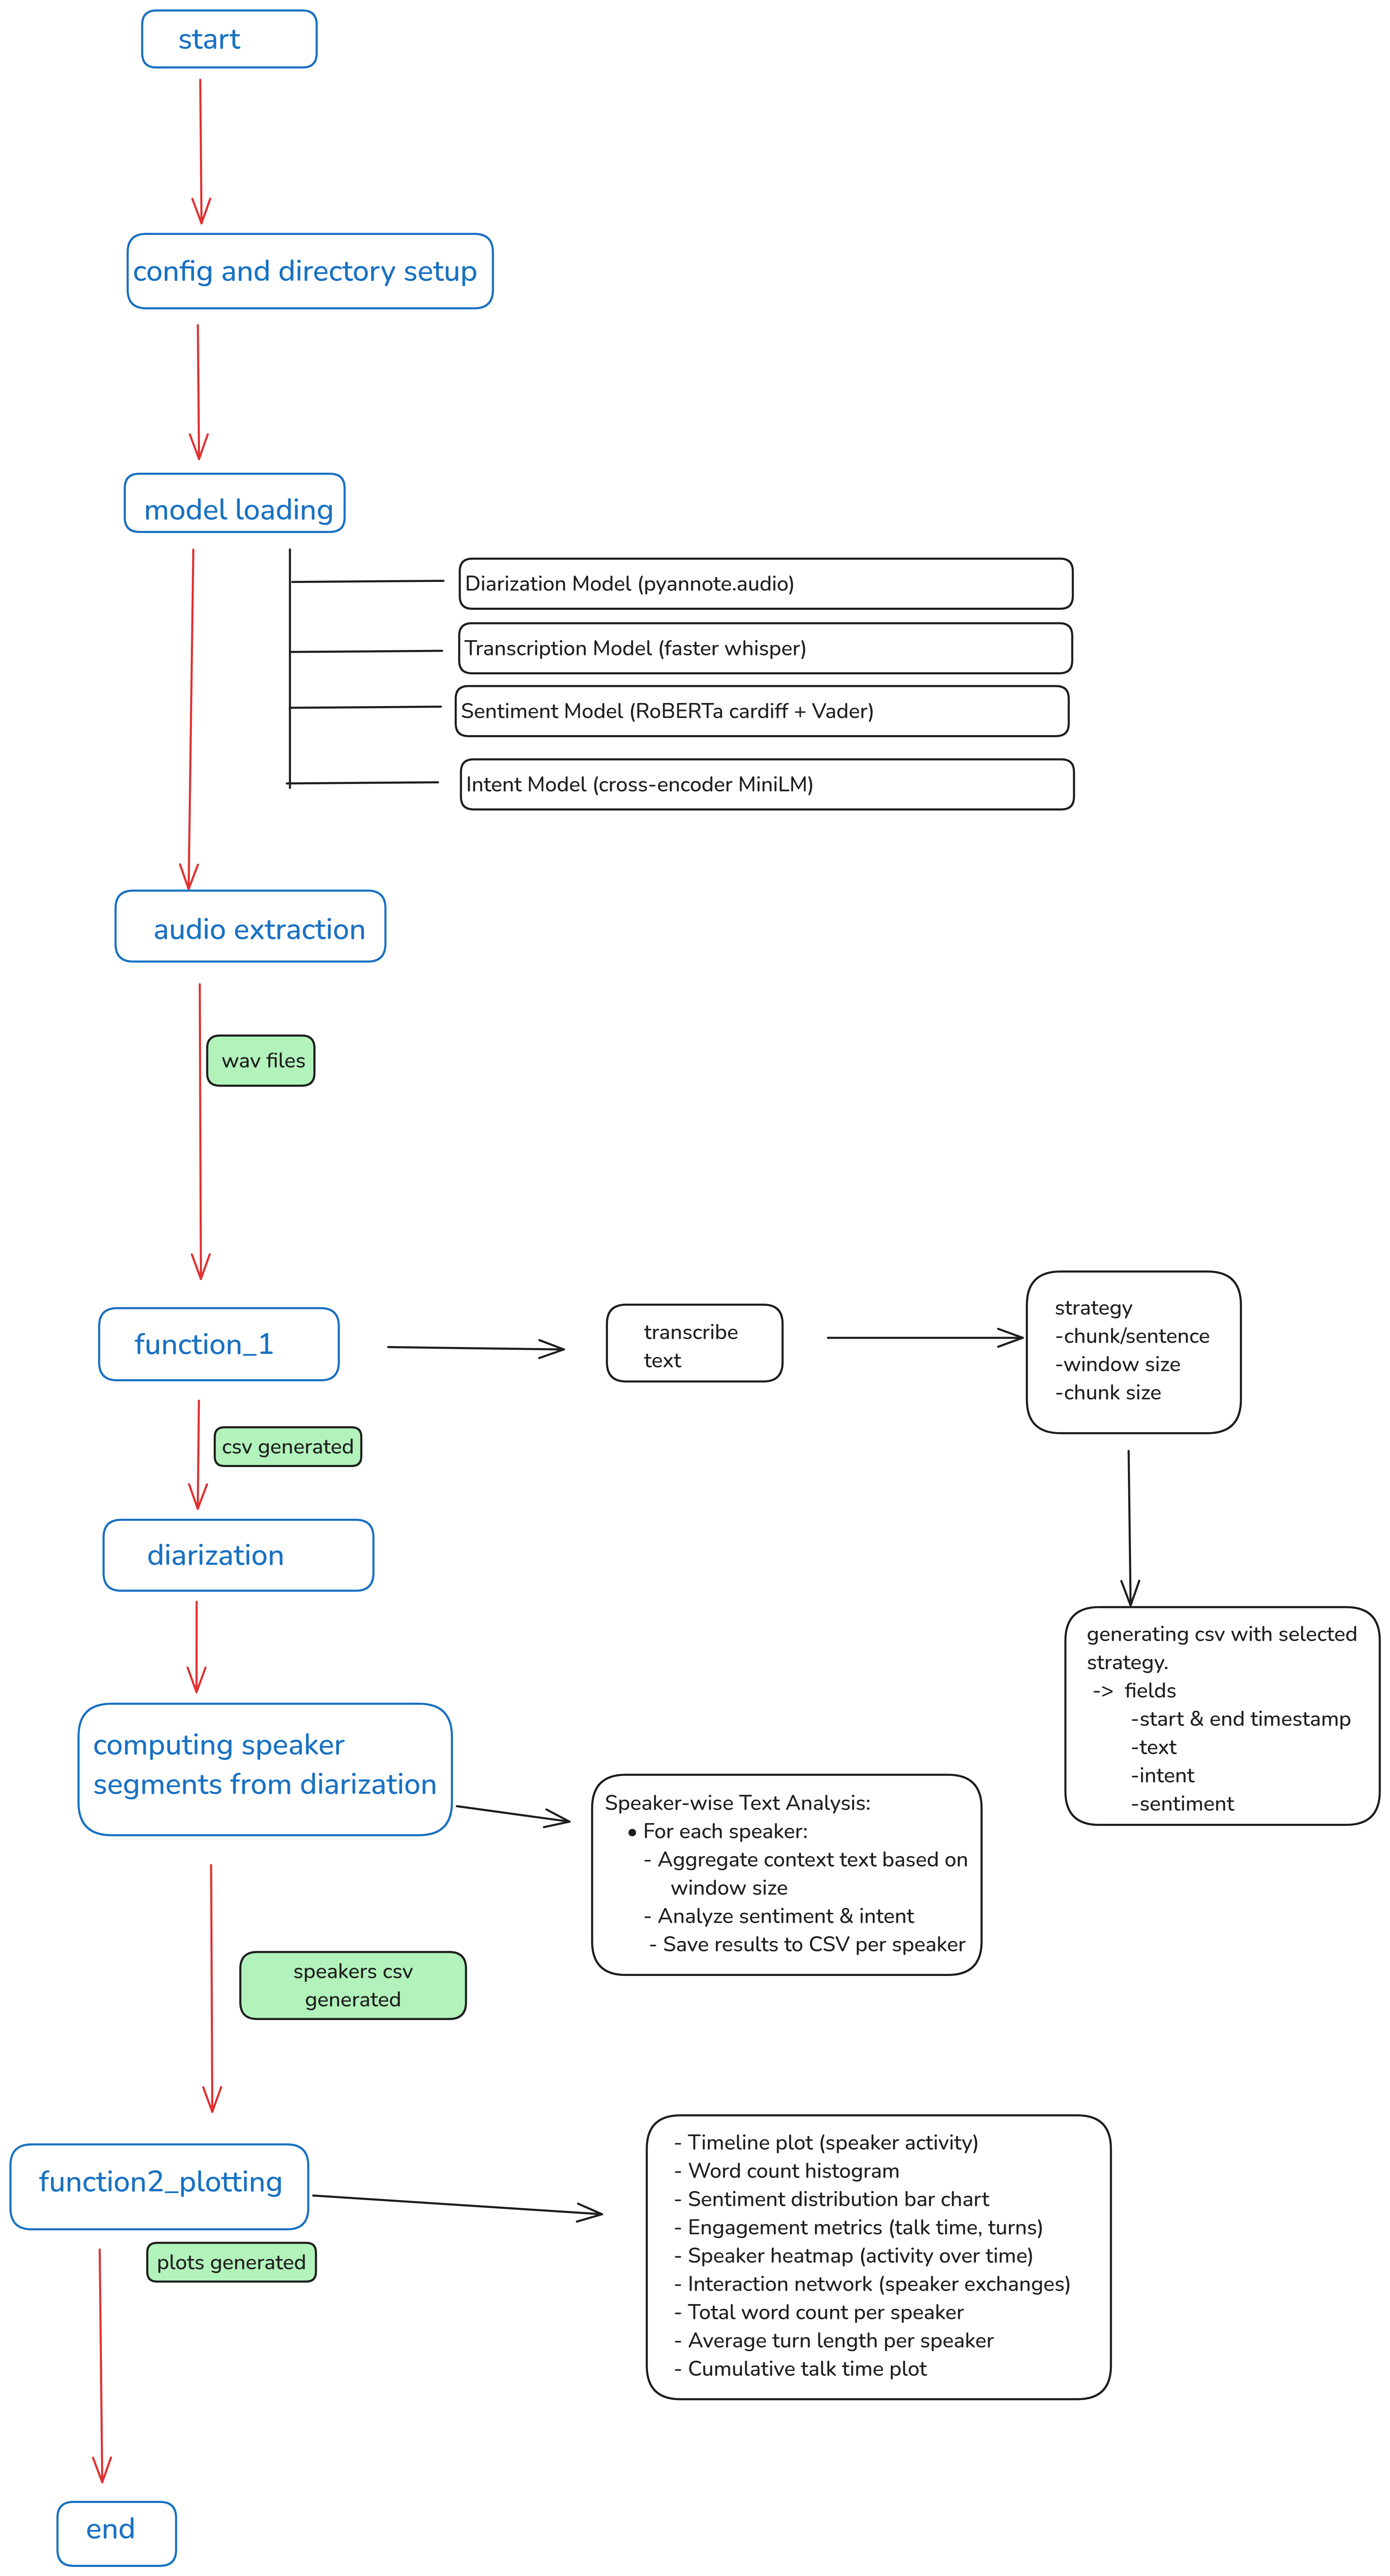 start
config and directory setup
model loading
Diarization Model (pyannote.audio)
Transcription Model (faster whisper)
Sentiment Model (RoBERTa cardiff + Vader)
Intent Model (cross-encoder MiniLM)
audio extraction
wav files
function_1
transcribe
text
strategy
-chunk/sentence
-window size
-chunk size
csv generated
diarization
generating csv with selected
strategy.
-> fields
-start & end timestamp
-text
-intent
-sentiment
computing speaker
segments from diarization
Speaker-wise Text Analysis:
• For each speaker:
- Aggregate context text based on
window size
- Analyze sentiment & intent
- Save results to CSV per speaker
speakers csv
generated
function2_plotting
plots generated
- Timeline plot (speaker activity)
- Word count histogram
- Sentiment distribution bar chart
- Engagement metrics (talk time, turns)
- Speaker heatmap (activity over time)
- Interaction network (speaker exchanges)
- Total word count per speaker
- Average turn length per speaker
- Cumulative talk time plot
end